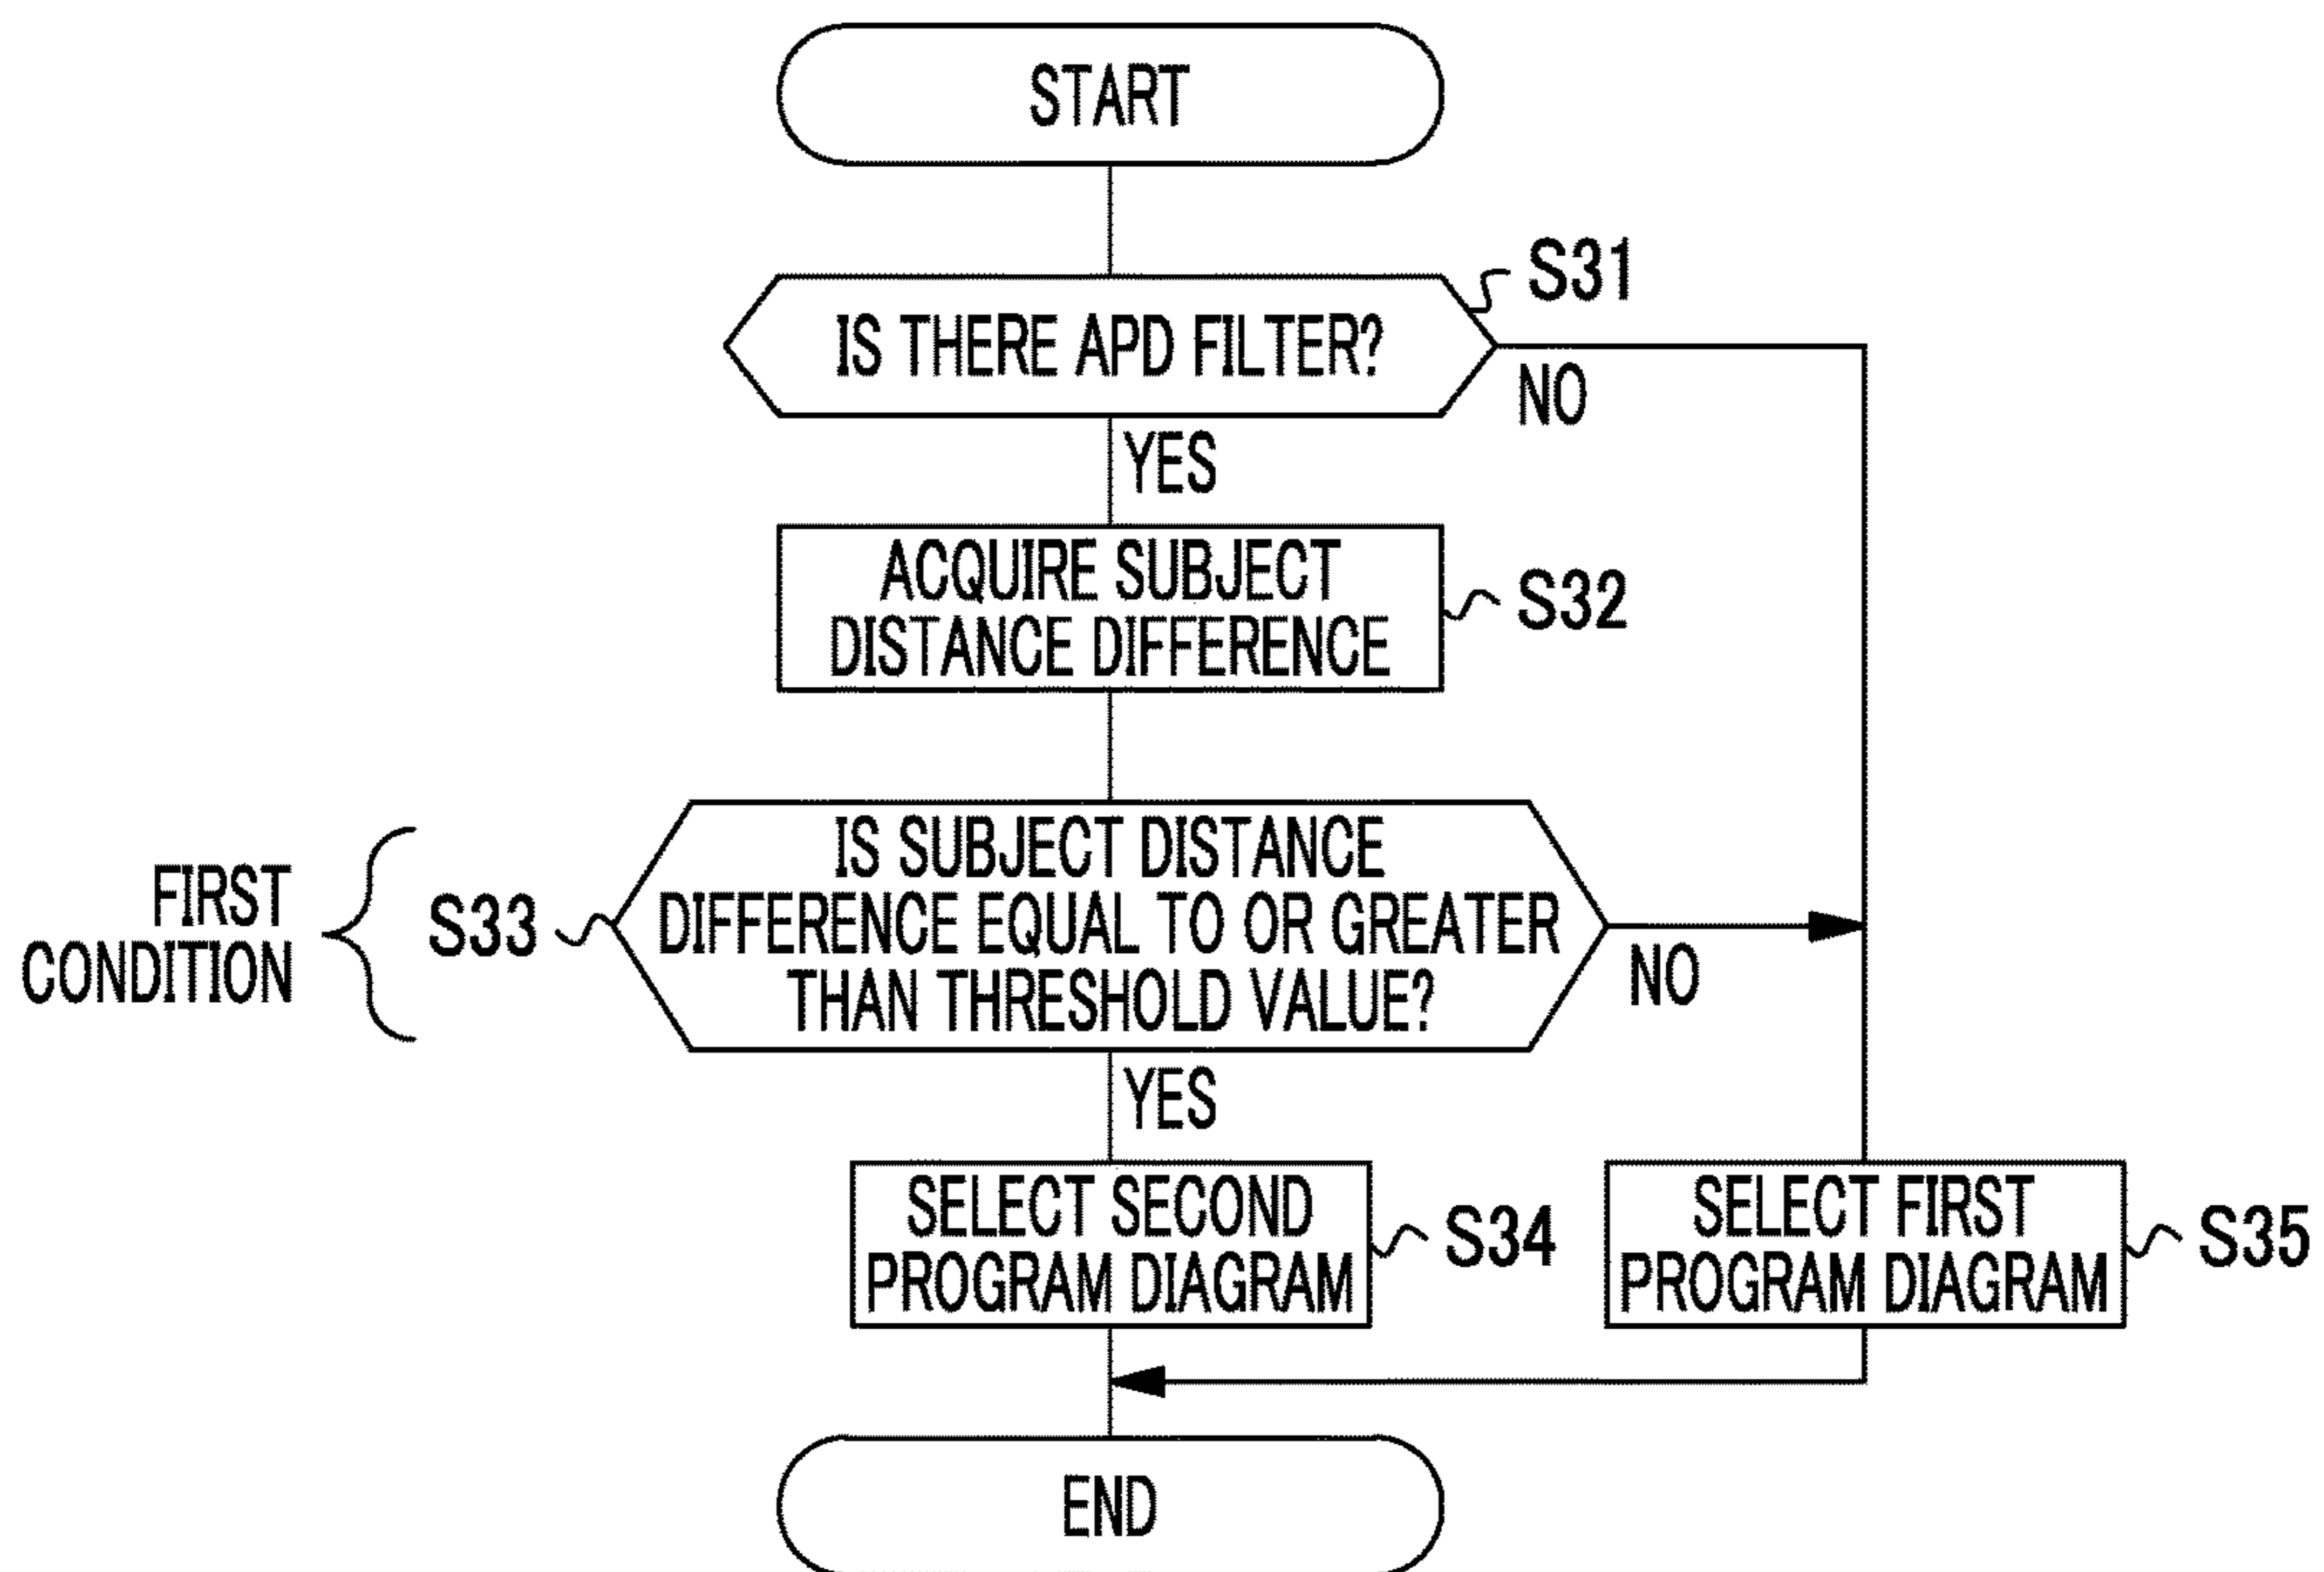 START
S31
IS THERE APD FILTER?
NO
YES
ACQUIRE SUBJECT
DISTANCE DIFFERENCE
S32
FIRST
CONDITION
S33
IS SUBJECT DISTANCE
DIFFERENCE EQUAL TO OR GREATER
THAN THRESHOLD VALUE?
NO
YES
SELECT SECOND
PROGRAM DIAGRAM
S34
SELECT FIRST
PROGRAM DIAGRAM
S35
END